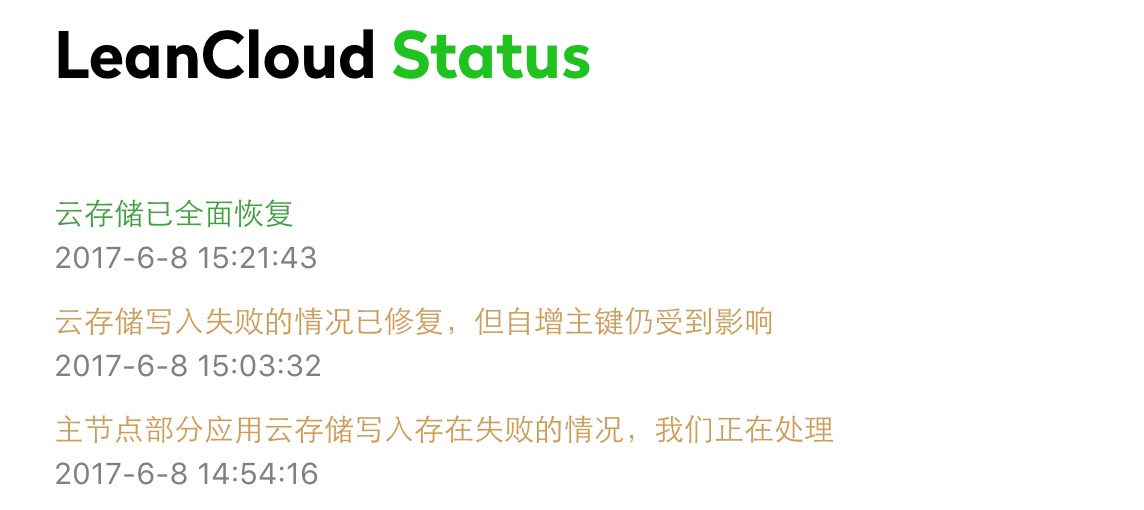 LeanCloud Status
云存储已全面恢复
2017-6-8 15:21:43
云存储写入失败的情况已修复，但自增主键仍受到影响
2017-6-8 15:03:32
主节点部分应用云存储写入存在失败的情况，我们正在处理
2017-6-8 14:54:16